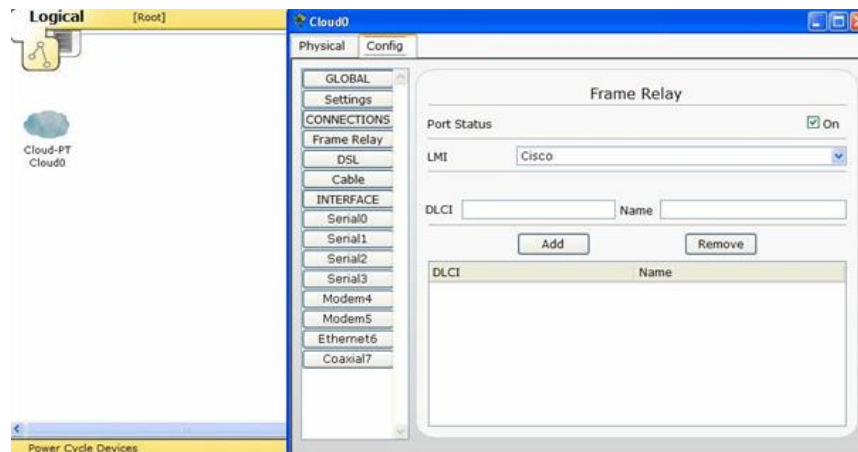 Logical [Root]
Cloud-PT
Cloud0
Power Cycle Devices
Cloud0
Physical Config
GLOBAL
Settings
CONNECTIONS
Frame Relay
DSL
Cable
INTERFACE
Serial0
Serial1
Serial2
Serial3
Modem4
Modem5
Ethernet6
Coaxial7
Frame Relay
Port Status On
LMI Cisco
DLCI Name
Add Remove
DLCI Name